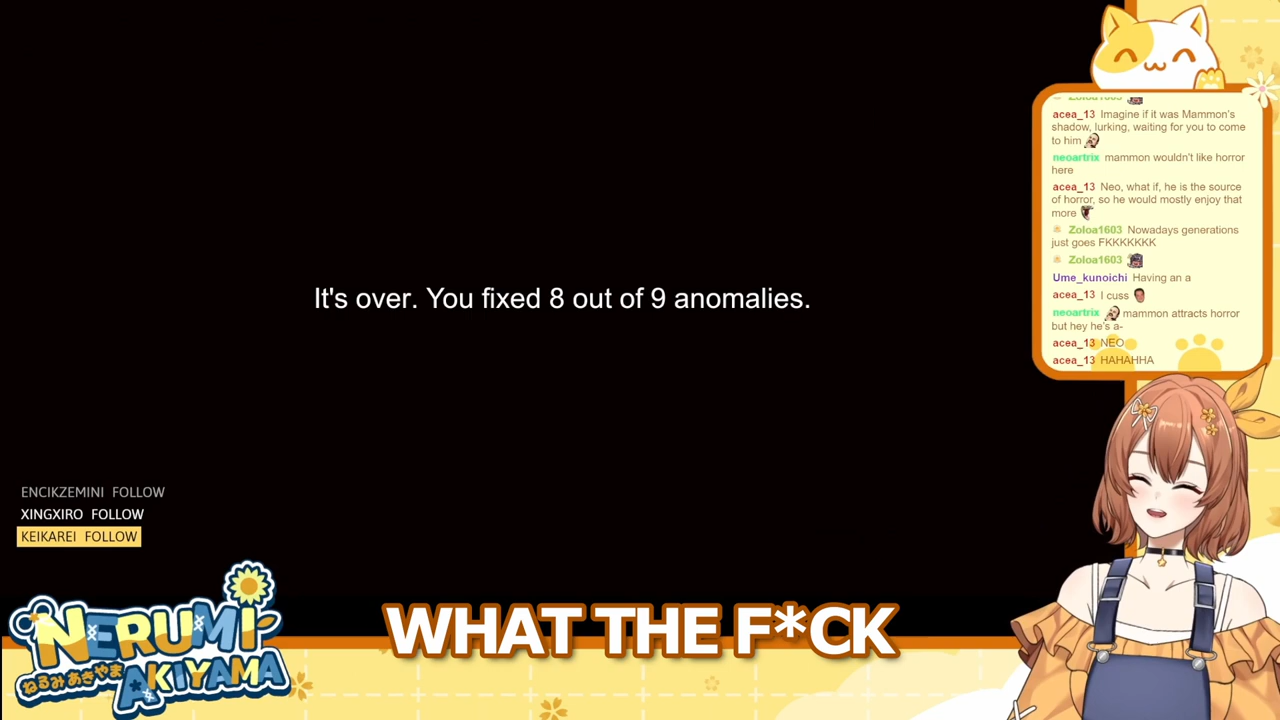 Zoloa1603
acea_13 Imagine if it was Mammon's
shadow, lurking, waiting for you to come
to him
neoartrix mammon wouldn't like horror
here
acea_13 Neo, what if, he is the source
of horror, so he would mostly enjoy that
more
Zoloa1603 Nowadays generations
just goes FKKKKKKK
Zoloa1603
Ume_kunoichi Having an a
acea_13 I cuss
neoartrix mammon attracts horror
but hey he's a-
acea_13 NEO
acea_13 HAHAHHA
It's over. You fixed 8 out of 9 anomalies.
ENCIKZEMINI FOLLOW
XINGXIRO FOLLOW
KEIKAREI FOLLOW
NERUMI
ねるみあきやま
AKIYAMA
WHAT THE F*CK